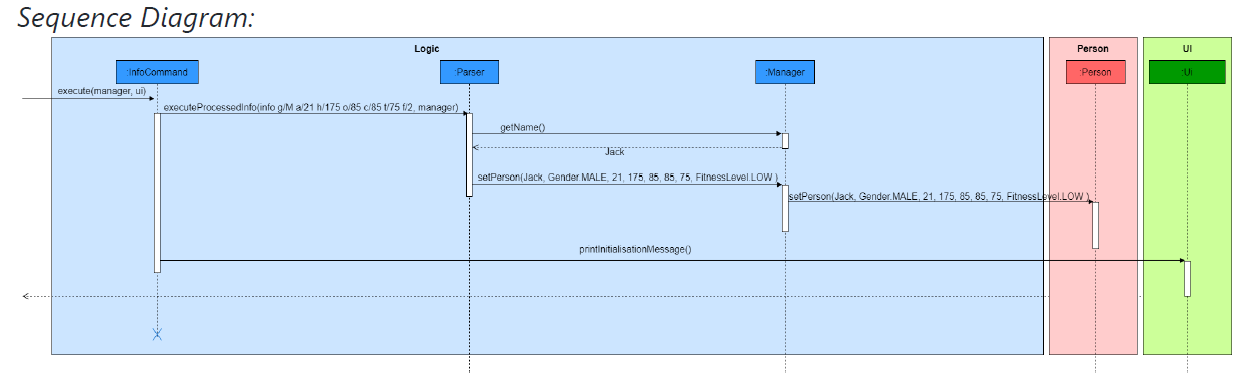 Sequence Diagram:
Logic
Person
UI
:InfoCommand
:Parser
:Manager
:Person
:Ui
execute(manager, ui)
executeProcessedInfo(info g/M a/21 h/175 o/85 c/85 t/75 f/2, manager)
getName()
Jack
setPerson(Jack, Gender.MALE, 21, 175, 85, 85, 75, FitnessLevel.LOW )
setPerson(Jack, Gender.MALE, 21, 175, 85, 85, 75, FitnessLevel.LOW )
printInitialisationMessage()